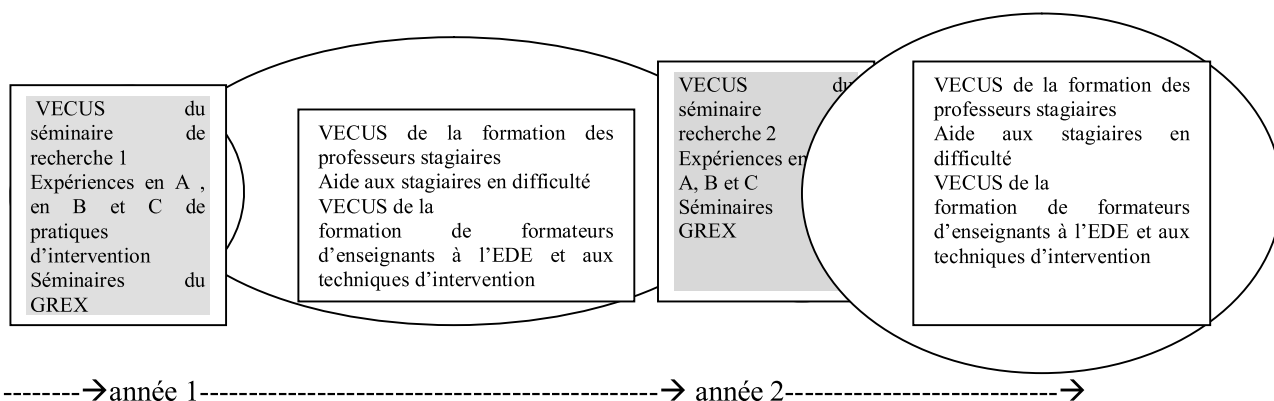 VECUS du
séminaire de
recherche 1
Expériences en A ,
en B et C de
pratiques
d’intervention
Séminaires du
GREX
VECUS de la formation des
professeurs stagiaires
Aide aux stagiaires en difficulté
VECUS de la
formation de formateurs
d’enseignants à l’EDE et aux
techniques d’intervention
VECUS du
séminaire
recherche 2
Expériences en
A, B et C
Séminaires
GREX
VECUS de la formation des
professeurs stagiaires
Aide aux stagiaires en
difficulté
VECUS de la
formation de formateurs
d’enseignants à l’EDE et aux
techniques d’intervention
--------→année 1-----------------------------------------------→ année 2----------------------------→